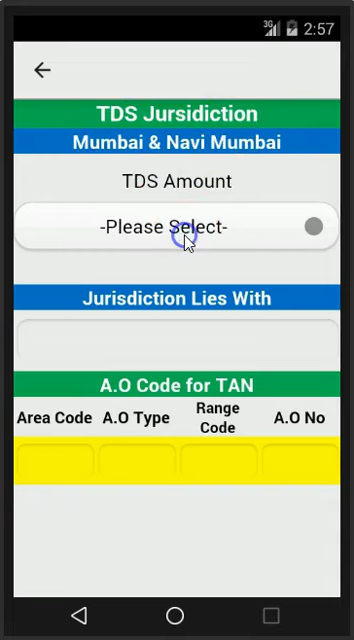 3G 2:57
TDS Jursidiction
Mumbai & Navi Mumbai
TDS Amount
-Please Select-
Jurisdiction Lies With
A.O Code for TAN
Area Code A.O Type Range Code A.O No